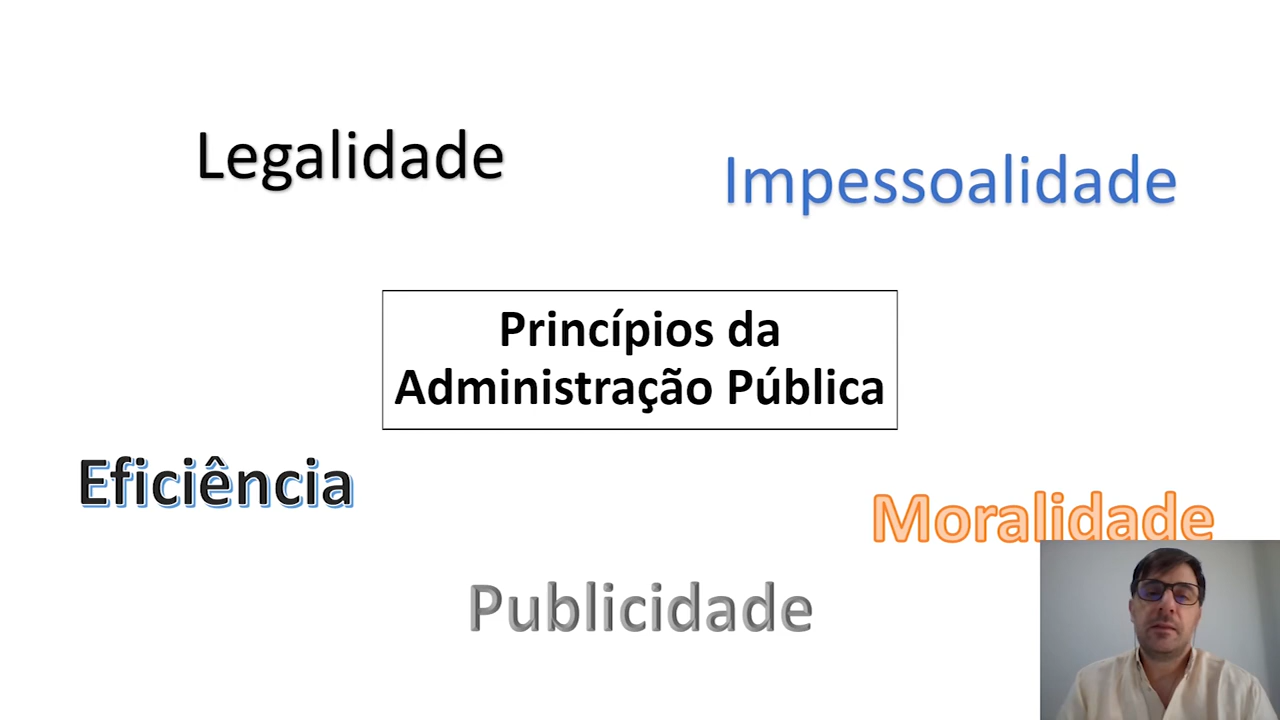 Legalidade
Impessoalidade
Princípios da
Administração Pública
Eficiência
Moralidade
Publicidade